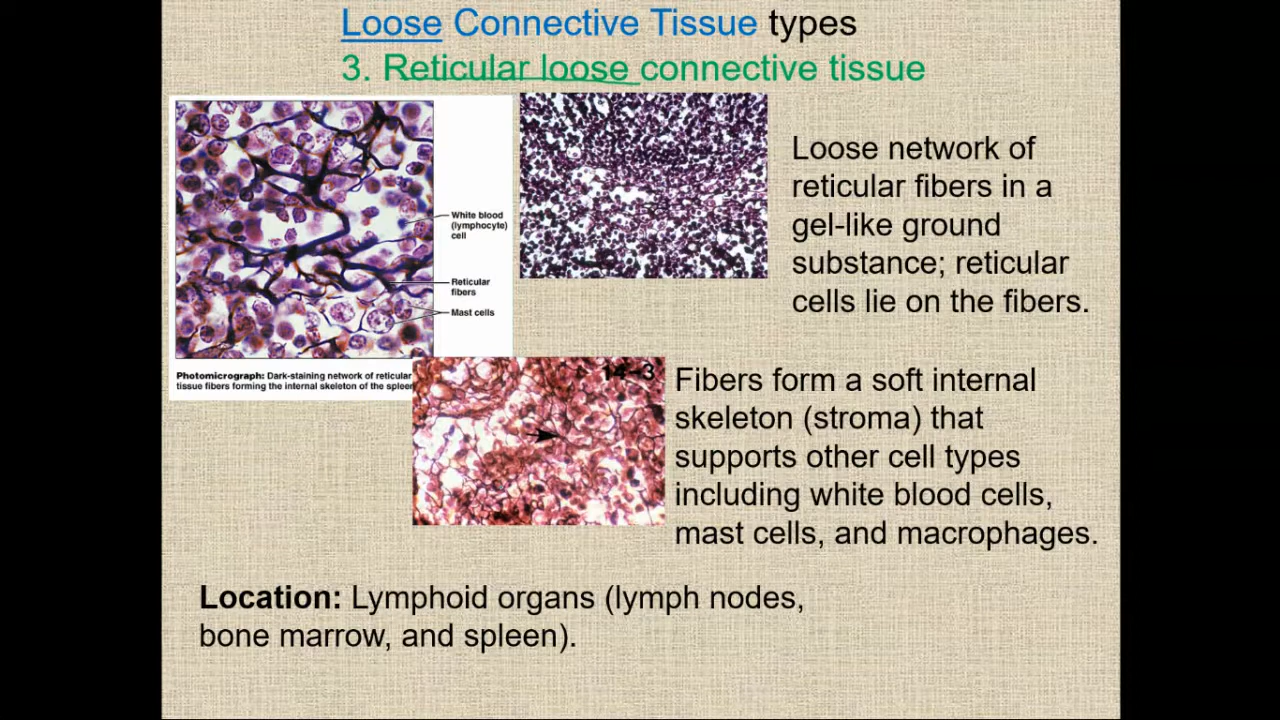 Loose Connective Tissue types
3. Reticular loose connective tissue
White blood
(lymphocyte)
cell
Reticular
fibers
Mast cells
Photomicrograph: Dark-staining network of reticular
tissue fibers forming the internal skeleton of the spleen
14-3
Loose network of
reticular fibers in a
gel-like ground
substance; reticular
cells lie on the fibers.
Fibers form a soft internal
skeleton (stroma) that
supports other cell types
including white blood cells,
mast cells, and macrophages.
Location: Lymphoid organs (lymph nodes,
bone marrow, and spleen).